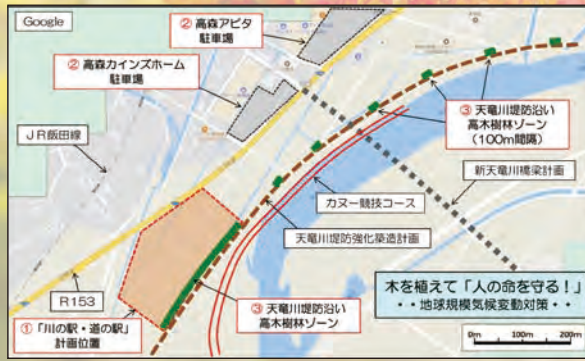 Google
② 高森アピタ
駐車場
② 高森カインズホーム
駐車場
JR飯田線
③ 天竜川堤防沿い
高木樹林ゾーン
(100m間隔)
新天竜川橋梁計画
カヌー競技コース
天竜川堤防強化築造計画
R153
③ 天竜川堤防沿い
高木樹林ゾーン
①「川の駅・道の駅」
計画位置
木を植えて「人の命を守る!」
・・地球規模気候変動対策・・
0m 100m 200m